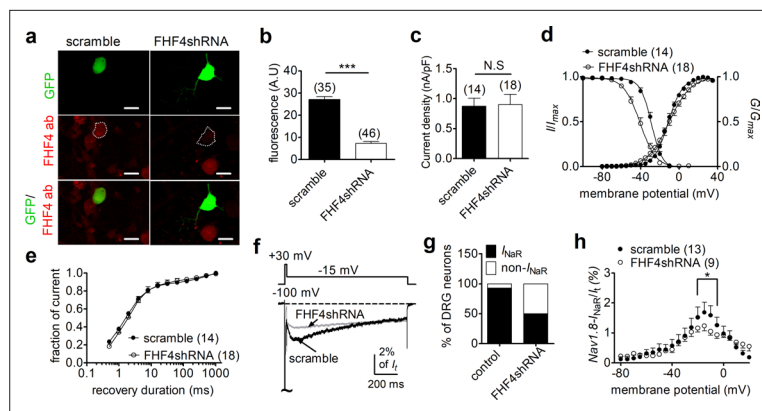 a
scramble
FHF4shRNA
GFP
FHF4 ab
GFP/
FHF4 ab
b
fluorescence (A.U)
40
30
20
10
0
***
(35)
(46)
scramble
FHF4shRNA
c
Current density (nA/pF)
1.5
1.0
0.5
0.0
N.S
(14)
(18)
scramble
FHF4shRNA
d
scramble (14)
FHF4shRNA (18)
I/Imax
1.0
0.5
0.0
G/Gmax
1.0
0.5
0.0
-80 -40 0 40
membrane potential (mV)
e
fraction of current
1.0
0.8
0.6
0.4
0.2
0.0
scramble (14)
FHF4shRNA (18)
0.1 1 10 100 1000
recovery duration (ms)
f
+30 mV
-15 mV
-100 mV
FHF4shRNA
scramble
2%
of It
200 ms
g
INaR
non-INaR
% of DRG neurons
100
80
60
40
20
0
control
FHF4shRNA
h
scramble (13)
FHF4shRNA (9)
Nav1.8-INaR/It (%)
4
3
2
1
0
*
-80 -40 0
membrane potential (mV)